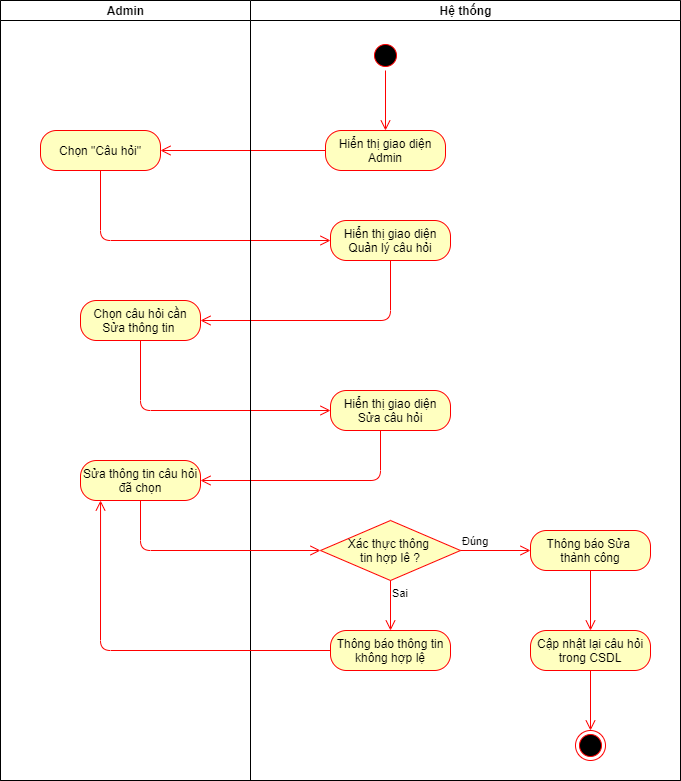 Admin
Hệ thống
Hiển thị giao diện
Admin
Chọn "Câu hỏi"
Hiển thị giao diện
Quản lý câu hỏi
Chọn câu hỏi cần
Sửa thông tin
Hiển thị giao diện
Sửa câu hỏi
Sửa thông tin câu hỏi
đã chọn
Xác thực thông
tin hợp lê ?
Đúng
Thông báo Sửa
thành công
Sai
Thông báo thông tin
không hợp lệ
Cập nhật lại câu hỏi
trong CSDL